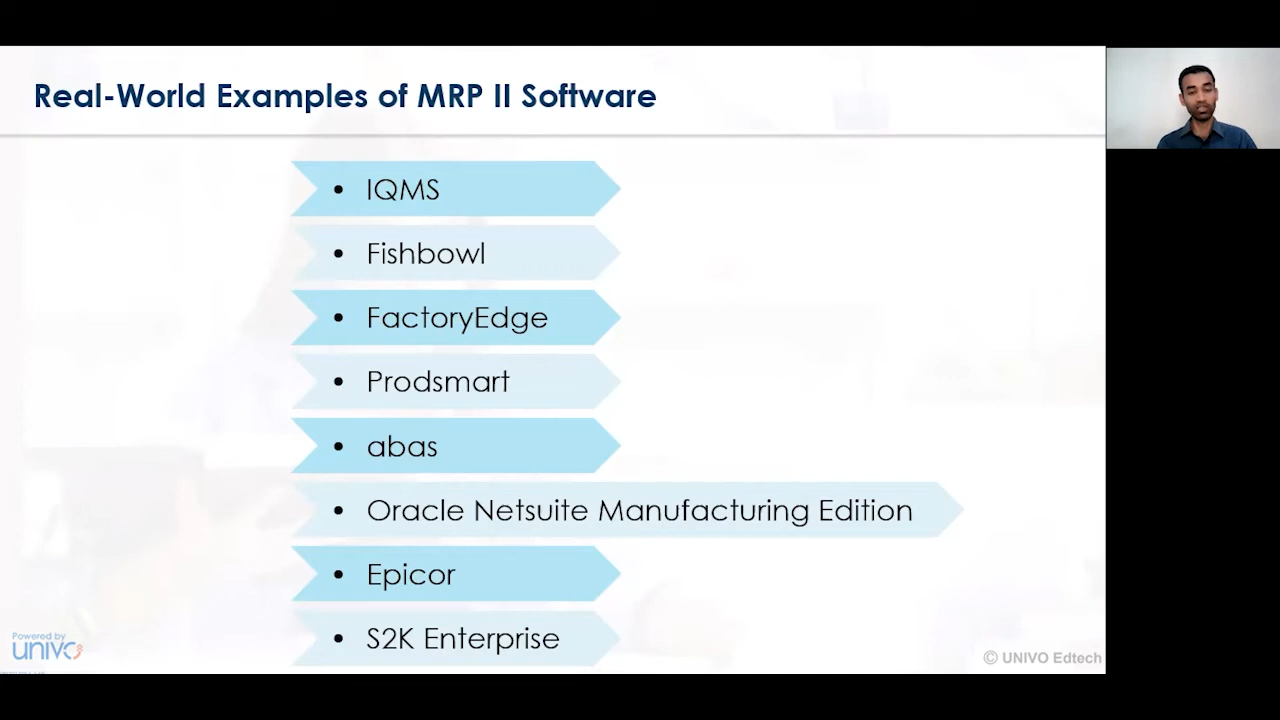 Real-World Examples of MRP II Software
• IQMS
• Fishbowl
• FactoryEdge
• Prodsmart
• abas
• Oracle Netsuite Manufacturing Edition
• Epicor
• S2K Enterprise
Powered by
univo
© UNIVO Edtech